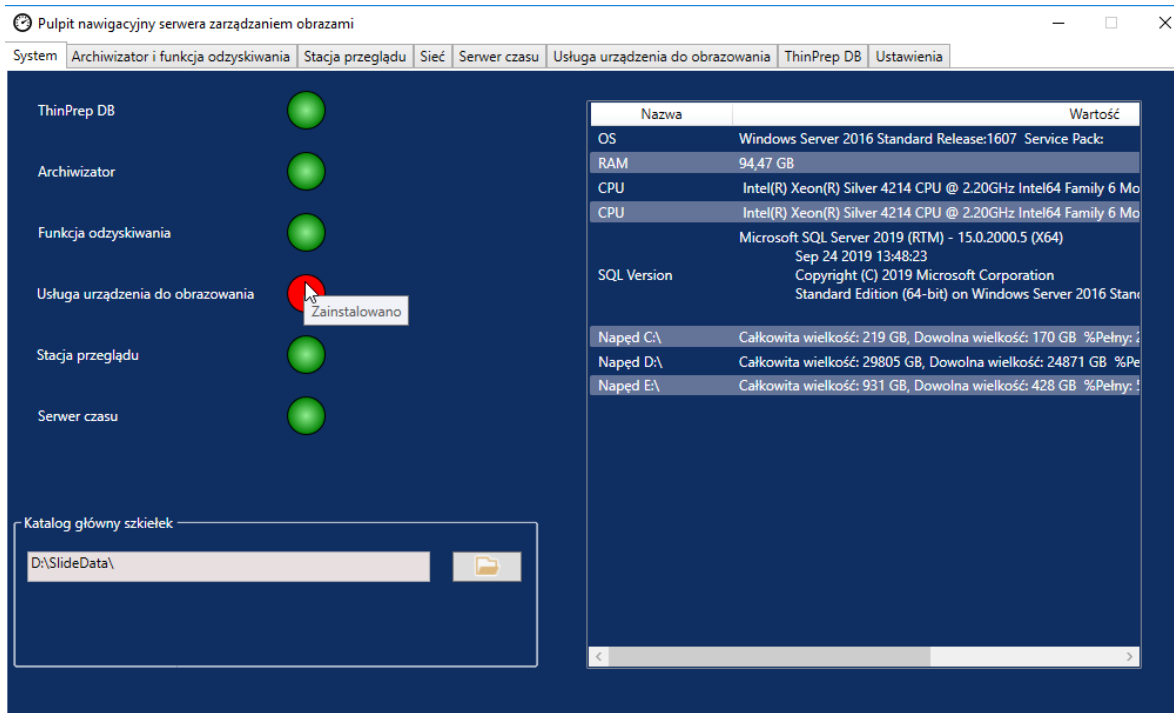 Pulpit nawigacyjny serwera zarządzaniem obrazami
System Archiwizator i funkcja odzyskiwania Stacja przeglądu Sieć Serwer czasu Usługa urządzenia do obrazowania ThinPrep DB Ustawienia
ThinPrep DB
Archiwizator
Funkcja odzyskiwania
Usługa urządzenia do obrazowania
Zainstalowano
Stacja przeglądu
Serwer czasu
Katalog główny szkiełek
D:\SlideData\
Nazwa Wartość
OS Windows Server 2016 Standard Release:1607 Service Pack:
RAM 94,47 GB
CPU Intel(R) Xeon(R) Silver 4214 CPU @ 2.20GHz Intel64 Family 6 Mo
CPU Intel(R) Xeon(R) Silver 4214 CPU @ 2.20GHz Intel64 Family 6 Mo
Microsoft SQL Server 2019 (RTM) - 15.0.2000.5 (X64)
Sep 24 2019 13:48:23
SQL Version Copyright (C) 2019 Microsoft Corporation
Standard Edition (64-bit) on Windows Server 2016 Stan
Napęd C:\ Całkowita wielkość: 219 GB, Dowolna wielkość: 170 GB %Pełny:
Napęd D:\ Całkowita wielkość: 29805 GB, Dowolna wielkość: 24871 GB %Pe
Napęd E:\ Całkowita wielkość: 931 GB, Dowolna wielkość: 428 GB %Pełny: